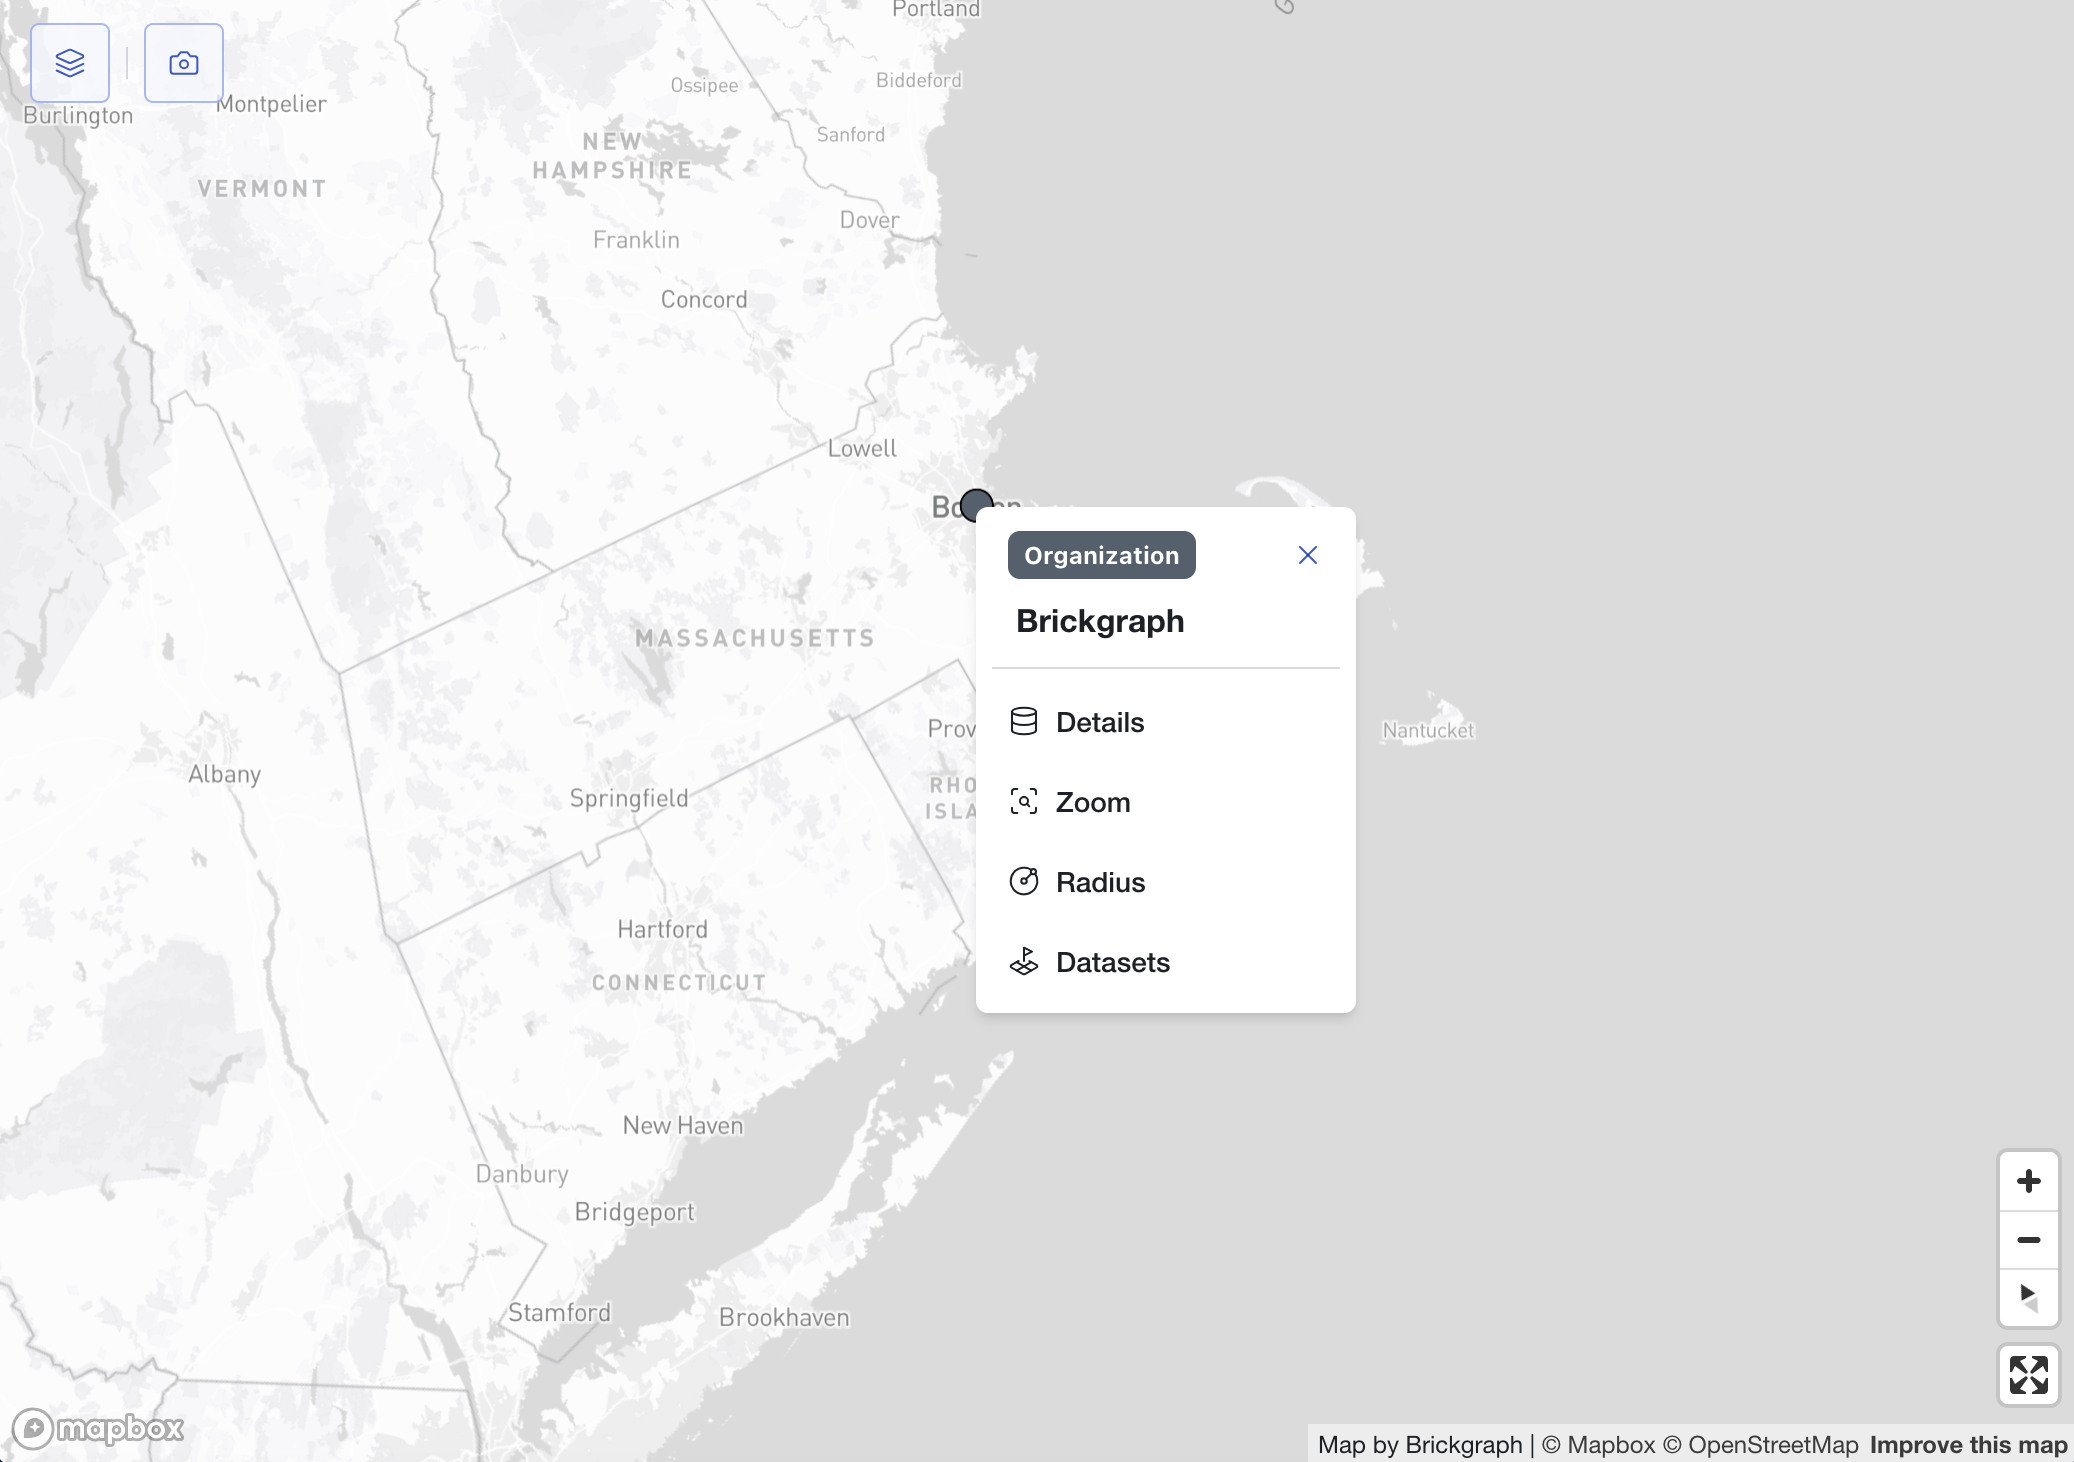 Portland
Ossipee
Biddeford
Burlington
Montpelier
Sanford
NEW
HAMPSHIRE
VERMONT
Dover
Franklin
Concord
Lowell
Organization
Brickgraph
MASSACHUSETTS
Details
Prov
Nantucket
Albany
RHO
ISLA
Springfield
Zoom
Radius
Hartford
CONNECTICUT
Datasets
New Haven
Danbury
Bridgeport
Stamford
Brookhaven
mapbox
Map by Brickgraph | © Mapbox © OpenStreetMap Improve this map